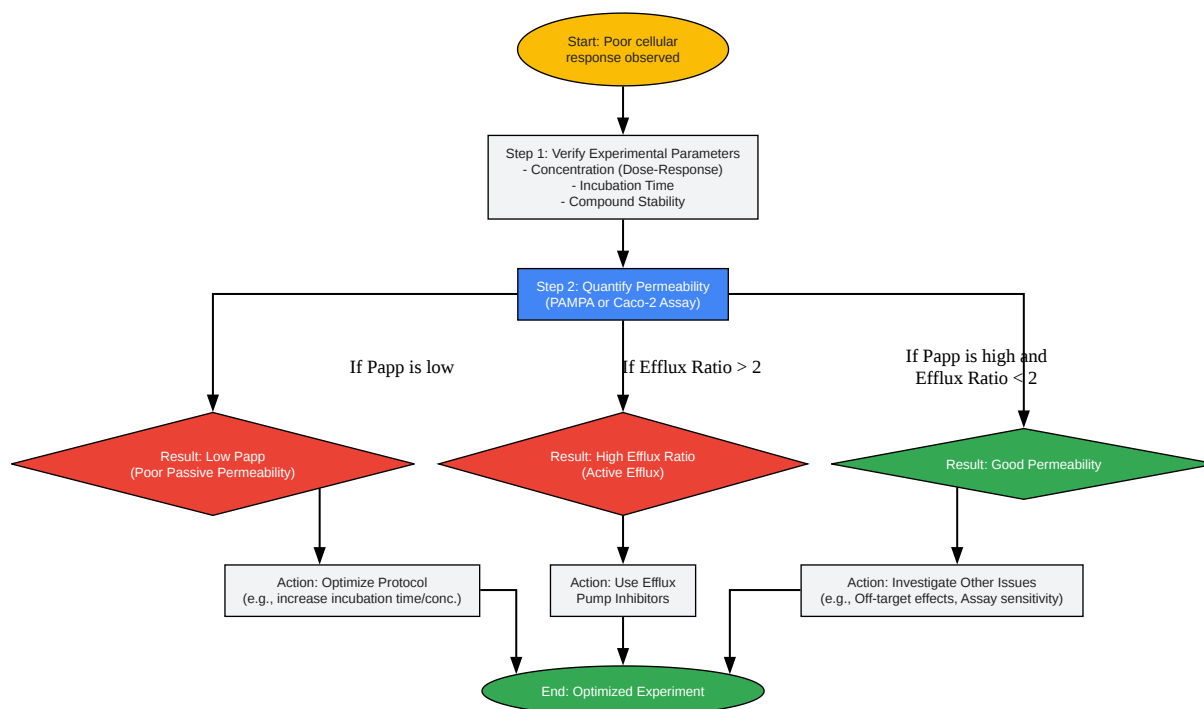 Start: Poor cellular
response observed
Step 1: Verify Experimental Parameters
- Concentration (Dose-Response)
- Incubation Time
- Compound Stability
Step 2: Quantify Permeability
(PAMPA or Caco-2 Assay)
If Papp is low
If Efflux Ratio > 2
If Papp is high and
Efflux Ratio < 2
Result: Low Papp
(Poor Passive Permeability)
Result: High Efflux Ratio
(Active Efflux)
Result: Good Permeability
Action: Optimize Protocol
(e.g., increase incubation time/conc.)
Action: Use Efflux
Pump Inhibitors
Action: Investigate Other Issues
(e.g., Off-target effects, Assay sensitivity)
End: Optimized Experiment